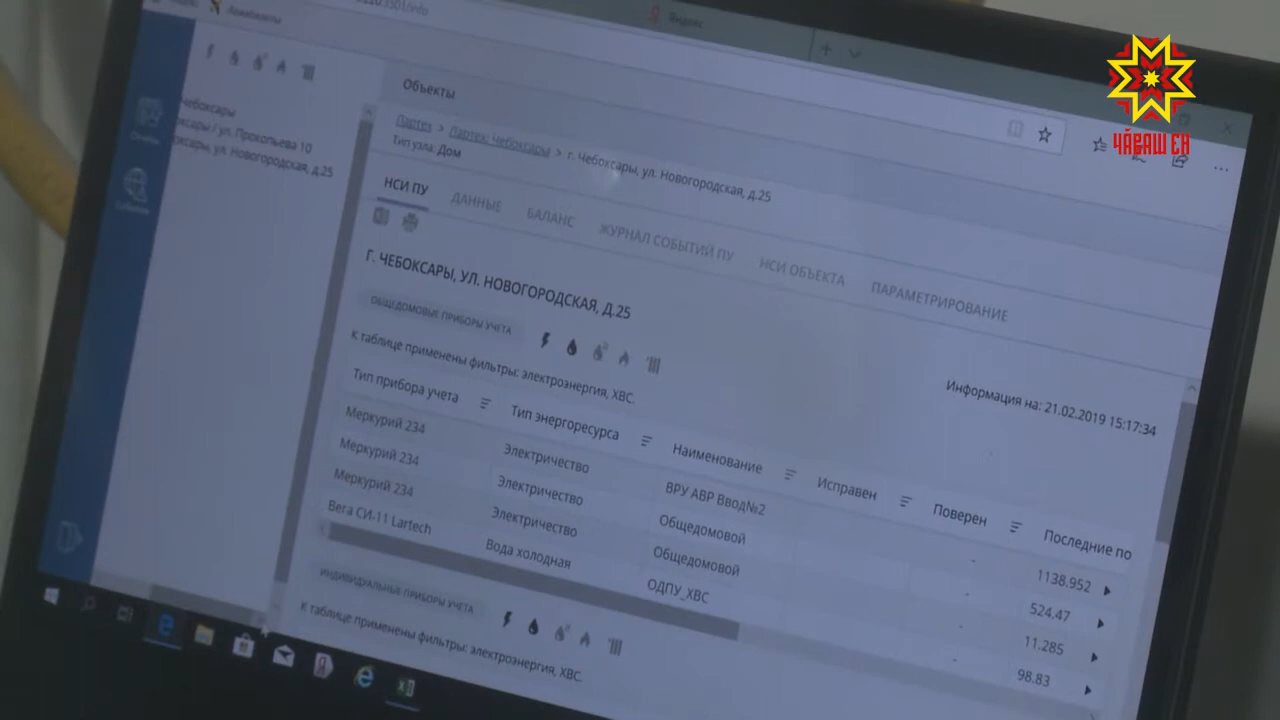 3501/info
Авиабилеты
Яндекс
ЧӐВАШ ЕН
Объекты
Лартех > Лартех: Чебоксары > г. Чебоксары, ул. Новогородская, д.25
Тип узла: Дом
Чебоксары
ул. Прокопьева 10
ул. Новогородская, д.25
НСИ ПУ ДАННЫЕ БАЛАНС ЖУРНАЛ СОБЫТИЙ ПУ НСИ ОБЪЕКТА ПАРАМЕТРИРОВАНИЕ
Г. ЧЕБОКСАРЫ, УЛ. НОВОГОРОДСКАЯ, Д.25
ОБЩЕДОМОВЫЕ ПРИБОРЫ УЧЕТА
К таблице применены фильтры: электроэнергия, ХВС.
Информация на: 21.02.2019 15:17:34
Тип прибора учета Тип энергоресурса Наименование Исправен Поверен Последние по
Меркурий 234 Электричество ВРУ АВР Ввод№2 - 1138.952
Меркурий 234 Электричество Общедомовой - 524.47
Меркурий 234 Электричество Общедомовой - 11.285
Вега СИ-11 Lartech Вода холодная ОДПУ_ХВС - 98.83
ИНДИВИДУАЛЬНЫЕ ПРИБОРЫ УЧЕТА
К таблице применены фильтры: электроэнергия, ХВС.